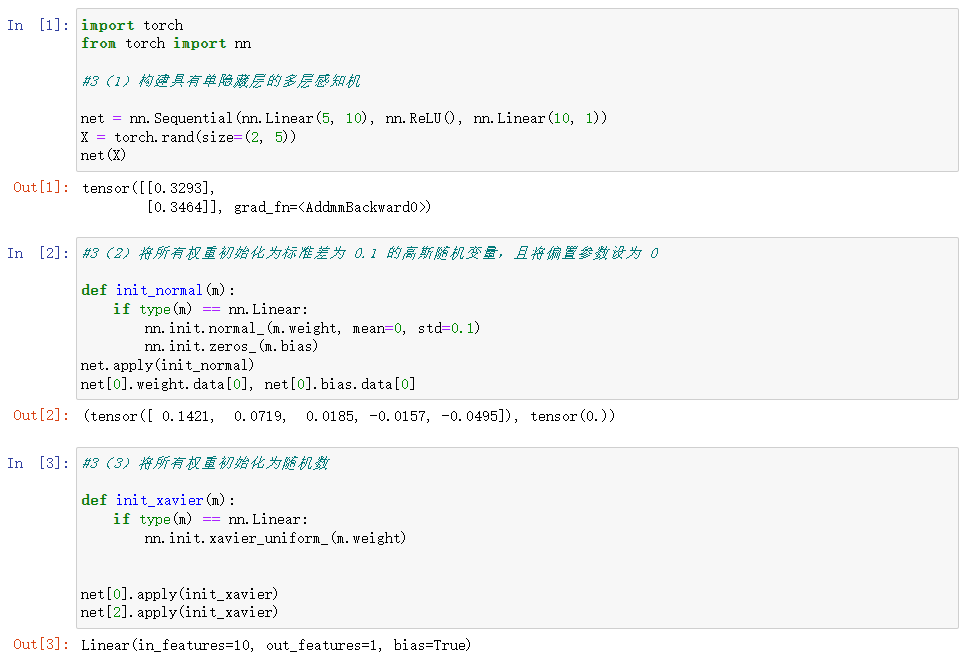 In [1]: import torch
from torch import nn
#3（1）构建具有单隐藏层的多层感知机
net = nn.Sequential(nn.Linear(5, 10), nn.ReLU(), nn.Linear(10, 1))
X = torch.rand(size=(2, 5))
net(X)
Out[1]: tensor([[0.3293],
[0.3464]], grad_fn=<AddmmBackward0>)
In [2]: #3（2）将所有权重初始化为标准差为 0.1 的高斯随机变量，且将偏置参数设为 0
def init_normal(m):
if type(m) == nn.Linear:
nn.init.normal_(m.weight, mean=0, std=0.1)
nn.init.zeros_(m.bias)
net.apply(init_normal)
net[0].weight.data[0], net[0].bias.data[0]
Out[2]: (tensor([ 0.1421,  0.0719,  0.0185, -0.0157, -0.0495]), tensor(0.))
In [3]: #3（3）将所有权重初始化为随机数
def init_xavier(m):
if type(m) == nn.Linear:
nn.init.xavier_uniform_(m.weight)
net[0].apply(init_xavier)
net[2].apply(init_xavier)
Out[3]: Linear(in_features=10, out_features=1, bias=True)